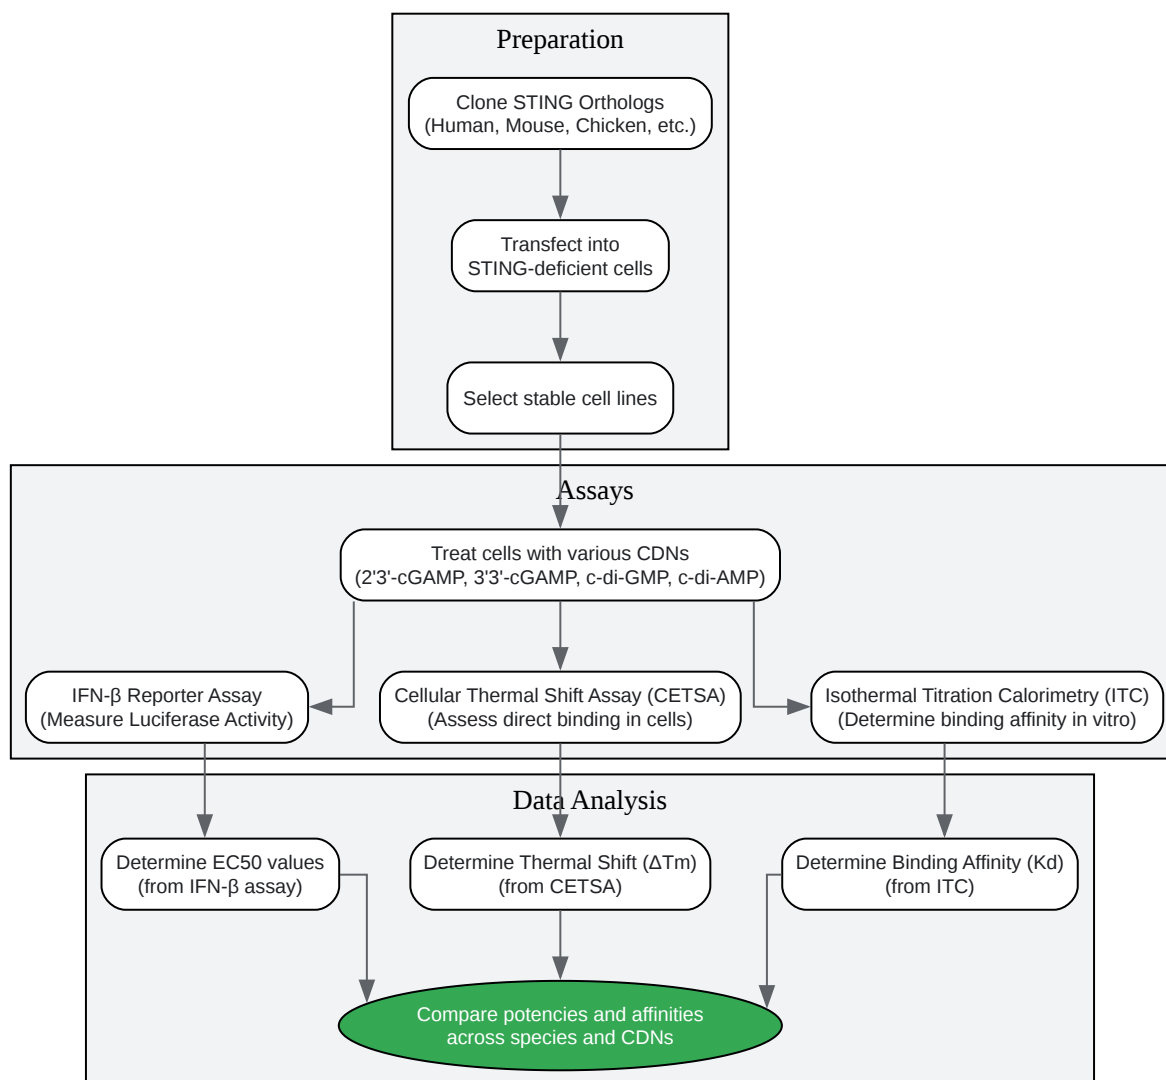 Preparation
Clone STING Orthologs
(Human, Mouse, Chicken, etc.)
Transfect into
STING-deficient cells
Select stable cell lines
Assays
Treat cells with various CDNs
(2'3'-cGAMP, 3'3'-cGAMP, c-di-GMP, c-di-AMP)
IFN-β Reporter Assay
(Measure Luciferase Activity)
Cellular Thermal Shift Assay (CETSA)
(Assess direct binding in cells)
Isothermal Titration Calorimetry (ITC)
(Determine binding affinity in vitro)
Data Analysis
Determine EC50 values
(from IFN-β assay)
Determine Thermal Shift (ΔTm)
(from CETSA)
Determine Binding Affinity (Kd)
(from ITC)
Compare potencies and affinities
across species and CDNs